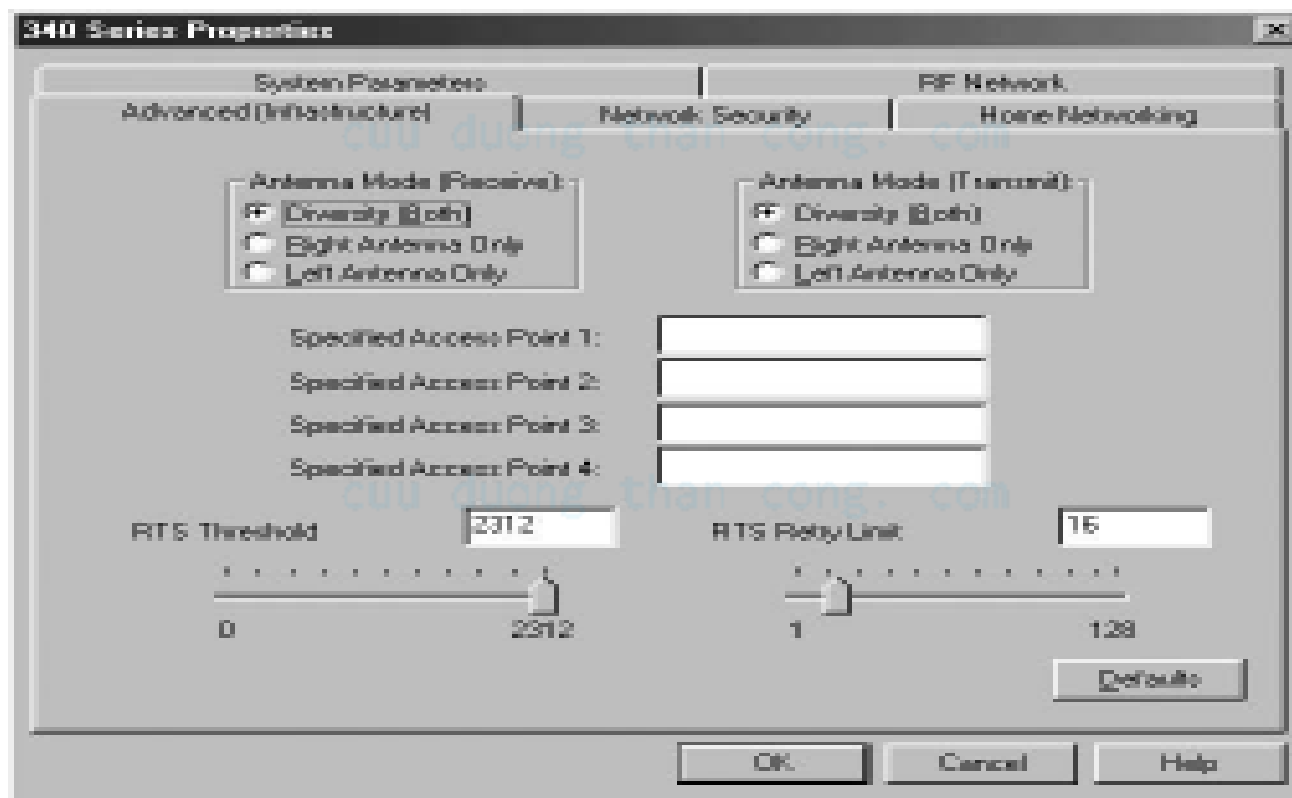 340 Series Properties
System Parameters
RF Network
Advanced (Infrastructure)
Network Security
Home Networking
cuu duong than cong. com
Antenna Mode (Receive):
Diversity (Both)
Right Antenna Only
Left Antenna Only
Antenna Mode (Transmit):
Diversity (Both)
Right Antenna Only
Left Antenna Only
Specified Access Point 1:
Specified Access Point 2:
Specified Access Point 3:
Specified Access Point 4:
cuu duong than cong. com
RTS Threshold
2312
RTS Retry Limit:
16
0
2312
1
128
Defaults
OK
Cancel
Help